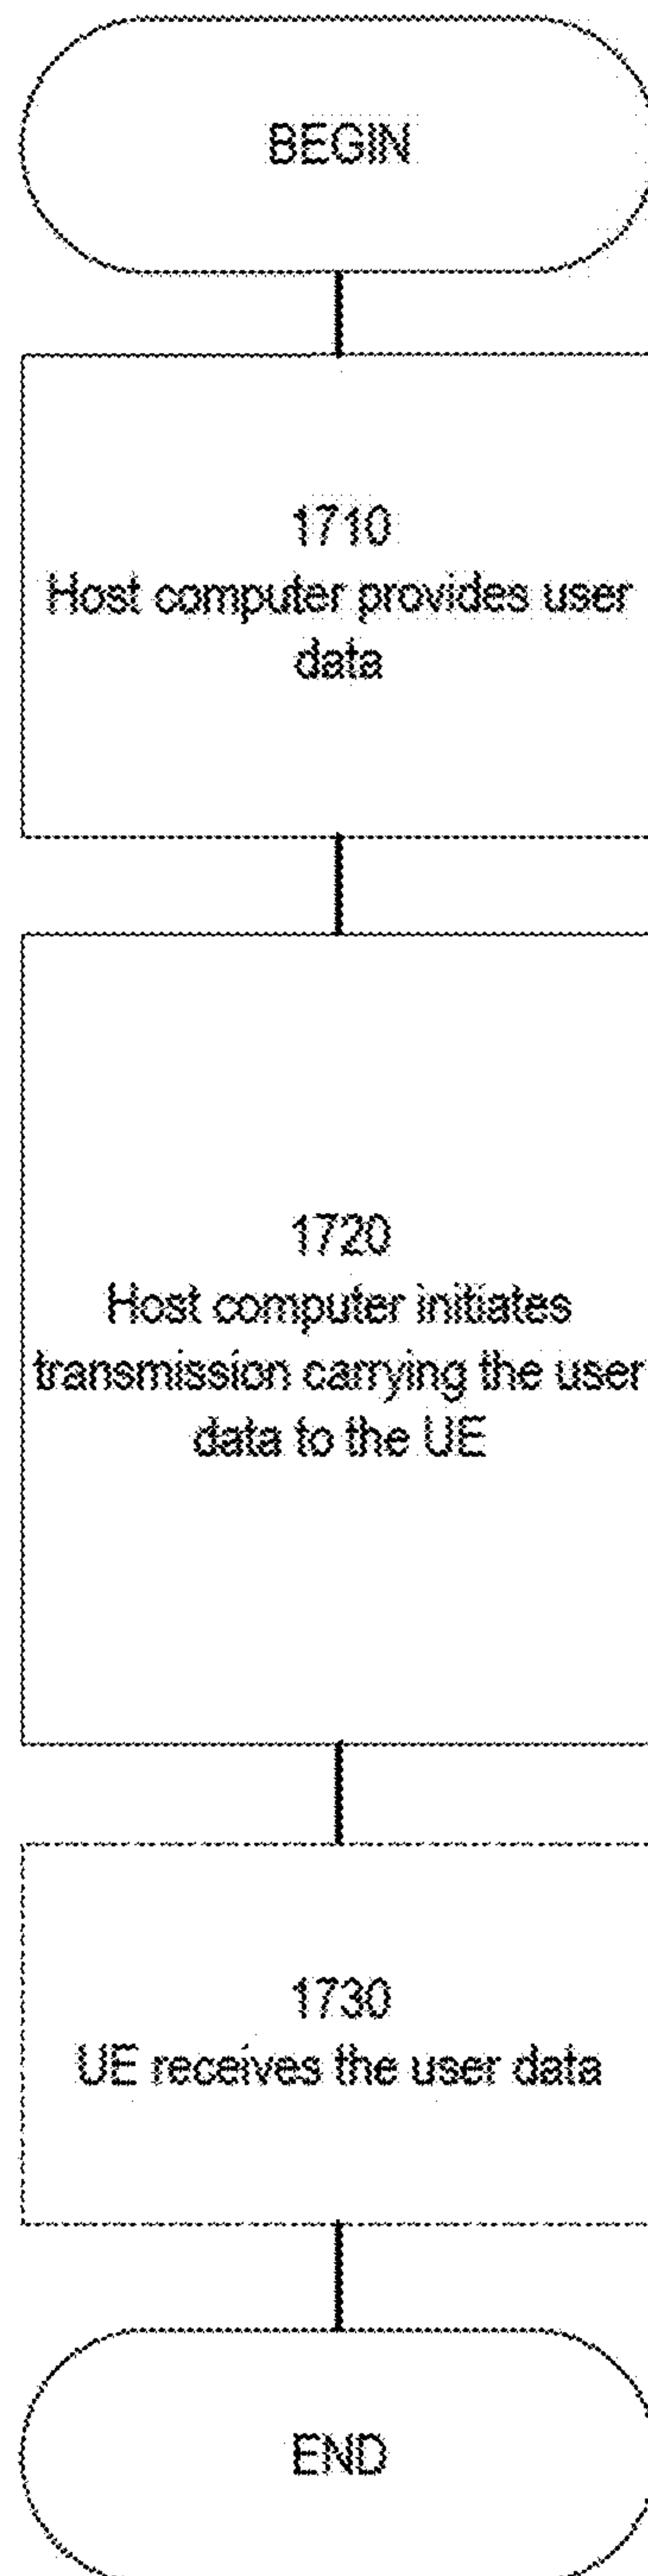 BEGIN
1710
Host computer provides user
data
1720
Host computer initiates
transmission carrying the user
data to the UE
1730
UE receives the user data
END